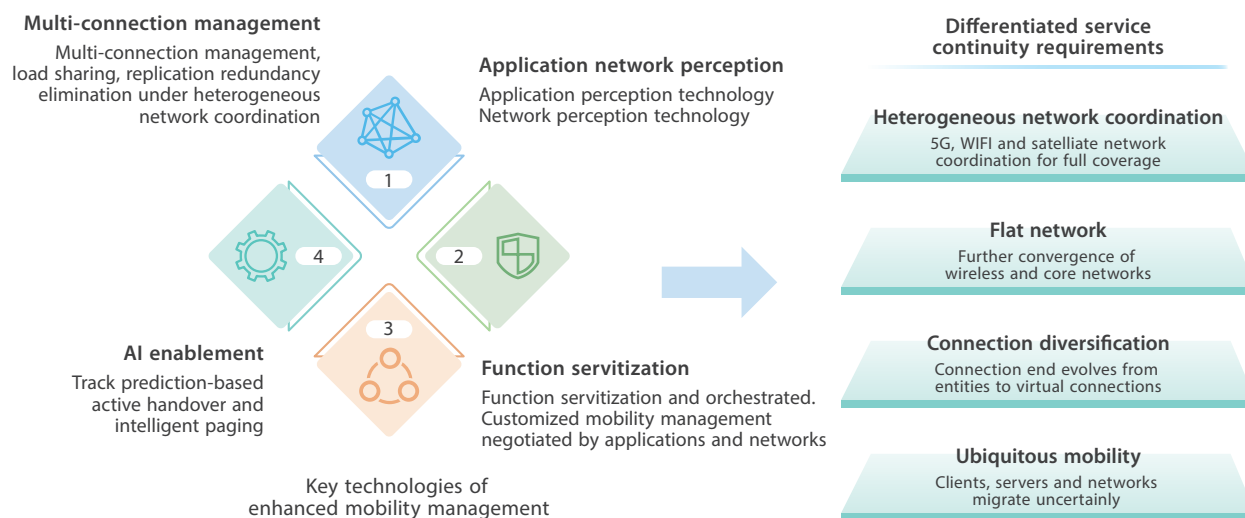 Multi-connection management
Multi-connection management,
load sharing, replication redundancy
elimination under heterogeneous
network coordination
1
Application network perception
Application perception technology
Network perception technology
2
3
Function servitization
Function servitization and orchestrated.
Customized mobility management
negotiated by applications and networks
4
AI enablement
Track prediction-based
active handover and
intelligent paging
Key technologies of
enhanced mobility management
Differentiated service
continuity requirements
Heterogeneous network coordination
5G, WIFI and satelliate network
coordination for full coverage
Flat network
Further convergence of
wireless and core networks
Connection diversification
Connection end evolves from
entities to virtual connections
Ubiquitous mobility
Clients, servers and networks
migrate uncertainly